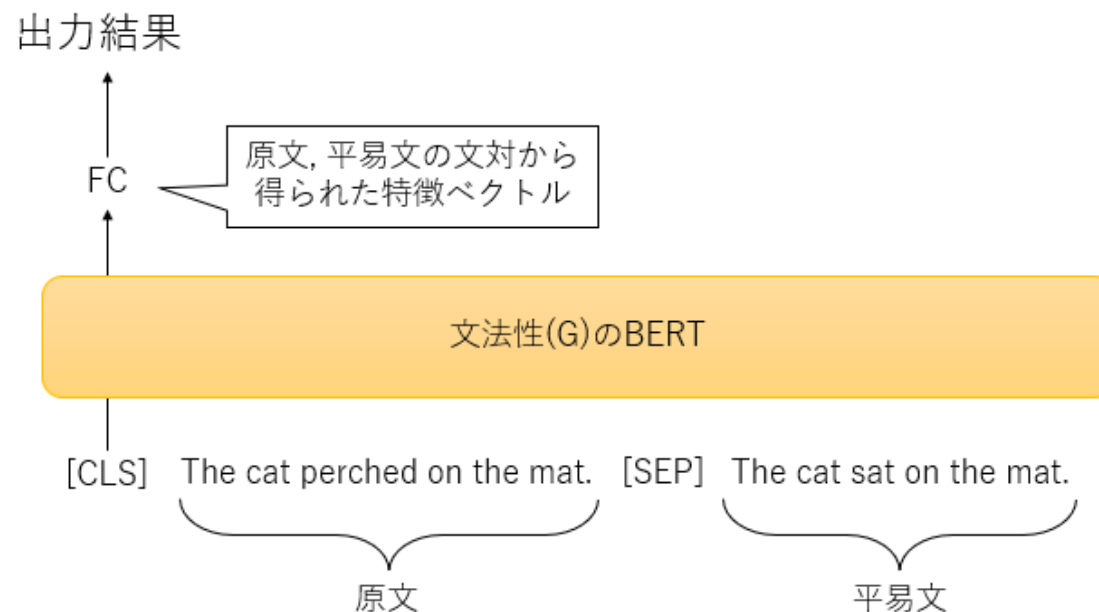 出力結果
FC
原文, 平易文の文対から
得られた特徴ベクトル
文法性(G)のBERT
[CLS] The cat perched on the mat. [SEP] The cat sat on the mat.
原文 平易文